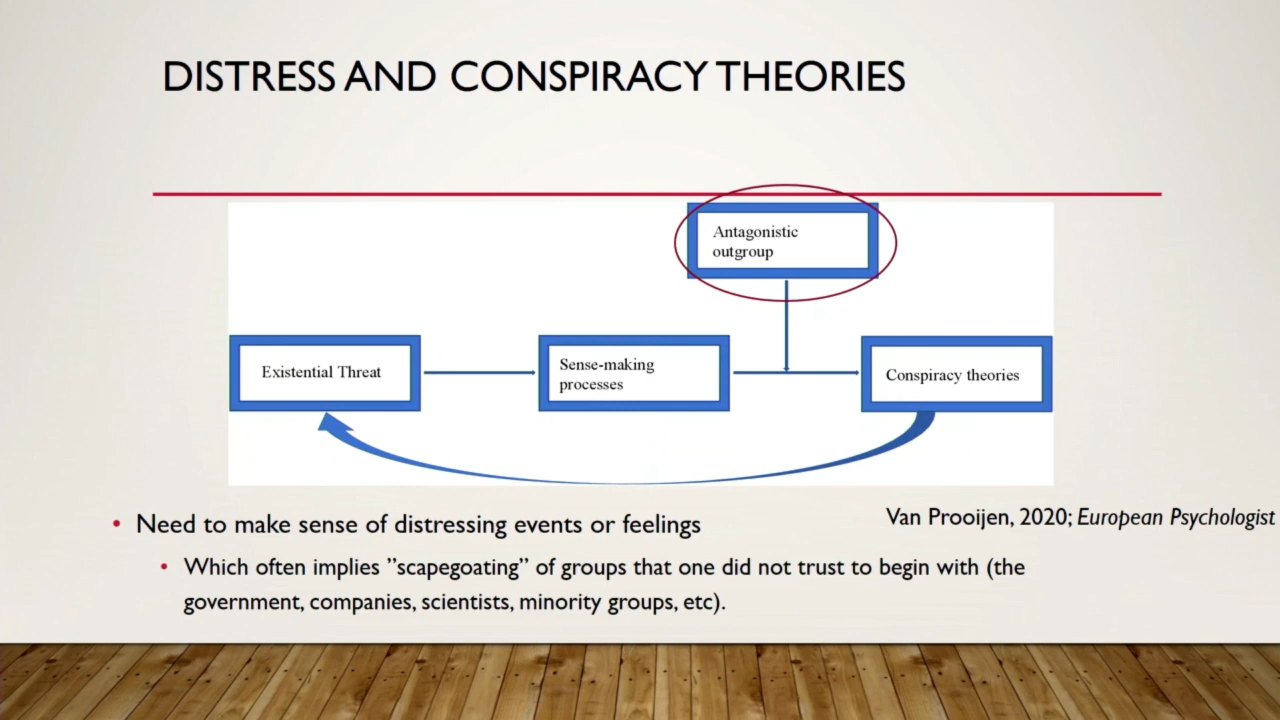 DISTRESS AND CONSPIRACY THEORIES
Antagonistic
outgroup
Existential Threat
Sense-making
processes
Conspiracy theories
• Need to make sense of distressing events or feelings
Van Prooijen, 2020; European Psychologist
• Which often implies ”scapegoating” of groups that one did not trust to begin with (the
government, companies, scientists, minority groups, etc).